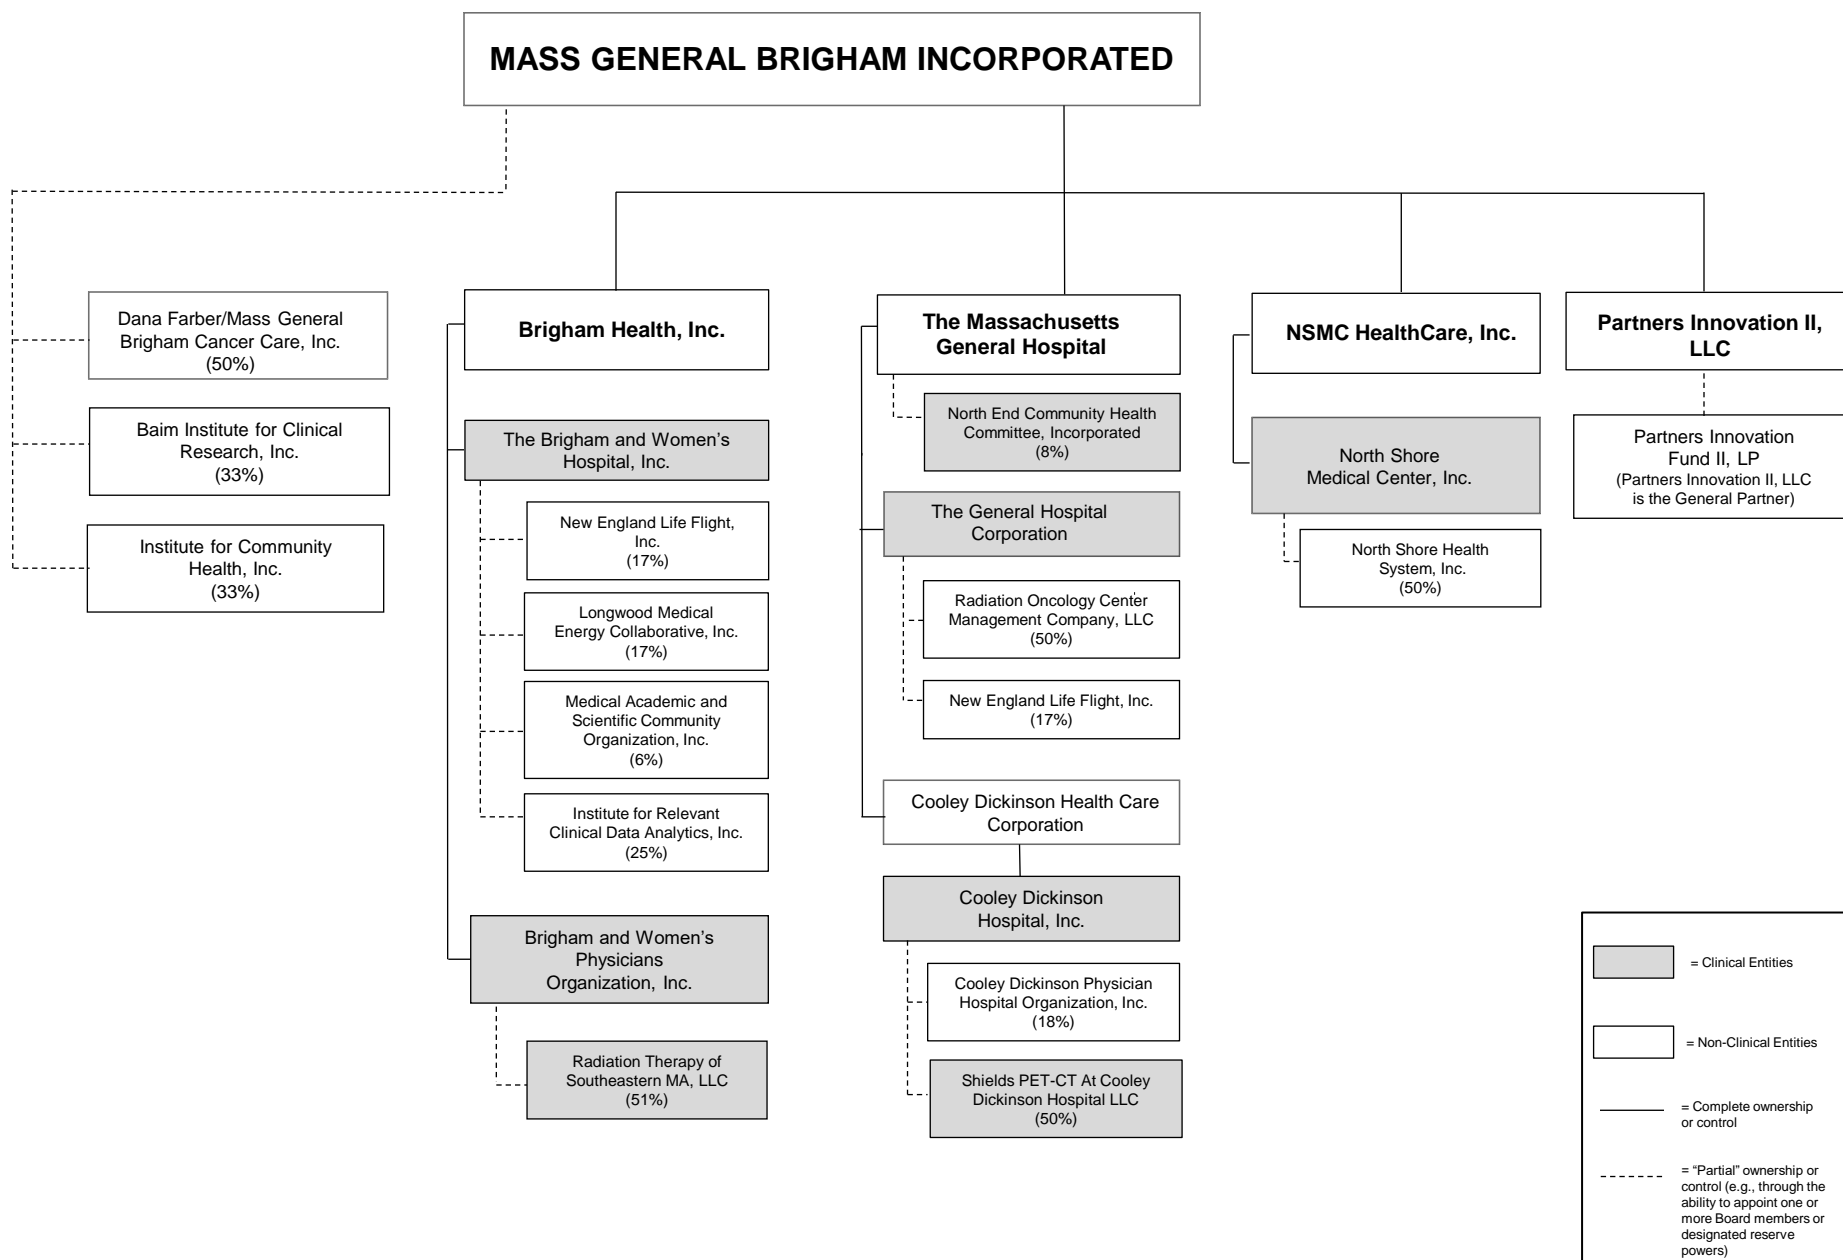 MASS GENERAL BRIGHAM INCORPORATED
Dana Farber/Mass General
Brigham Cancer Care, Inc.
(50%)
Baim Institute for Clinical
Research, Inc.
(33%)
Institute for Community
Health, Inc.
(33%)
Brigham Health, Inc.
The Brigham and Women’s
Hospital, Inc.
New England Life Flight,
Inc.
(17%)
Longwood Medical
Energy Collaborative, Inc.
(17%)
Medical Academic and
Scientific Community
Organization, Inc.
(6%)
Institute for Relevant
Clinical Data Analytics, Inc.
(25%)
Brigham and Women’s
Physicians
Organization, Inc.
Radiation Therapy of
Southeastern MA, LLC
(51%)
The Massachusetts
General Hospital
North End Community Health
Committee, Incorporated
(8%)
The General Hospital
Corporation
Radiation Oncology Center
Management Company, LLC
(50%)
New England Life Flight, Inc.
(17%)
Cooley Dickinson Health Care
Corporation
Cooley Dickinson
Hospital, Inc.
Cooley Dickinson Physician
Hospital Organization, Inc.
(18%)
Shields PET-CT At Cooley
Dickinson Hospital LLC
(50%)
NSMC HealthCare, Inc.
North Shore
Medical Center, Inc.
North Shore Health
System, Inc.
(50%)
Partners Innovation II,
LLC
Partners Innovation
Fund II, LP
(Partners Innovation II, LLC
is the General Partner)
= Clinical Entities
= Non-Clinical Entities
= Complete ownership
or control
= “Partial” ownership or
control (e.g., through the
ability to appoint one or
more Board members or
designated reserve
powers)